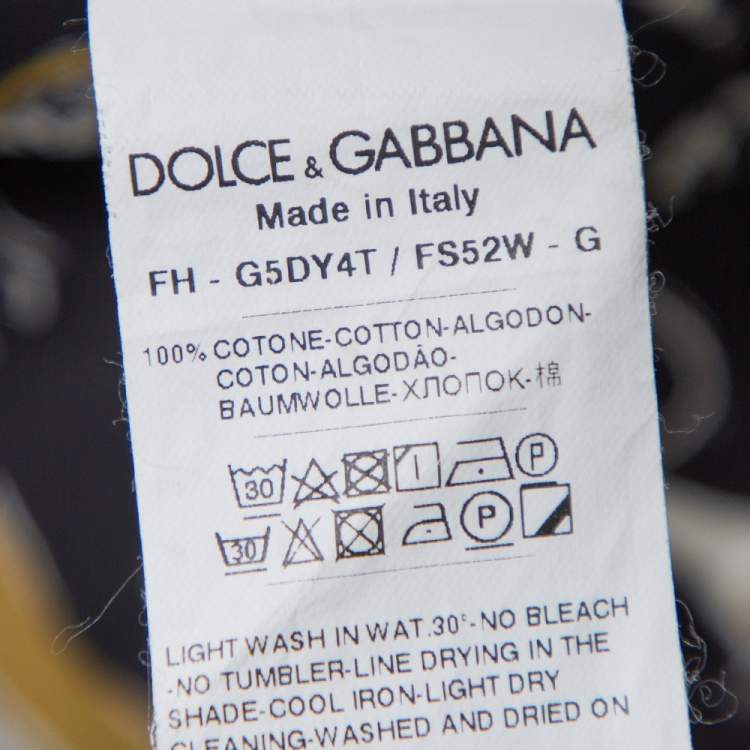 DOLCE & GABBANA
Made in Italy
FH - G5DY4T / FS52W - G
100% COTONE-COTTON-ALGODON-
COTON-ALGODÃO-
BAUMWOLLE-ХЛОПОК-棉
30 P
30 P
LIGHT WASH IN WAT.30°-NO BLEACH
-NO TUMBLER-LINE DRYING IN THE
SHADE-COOL IRON-LIGHT DRY
CLEANING-WASHED AND DRIED ON